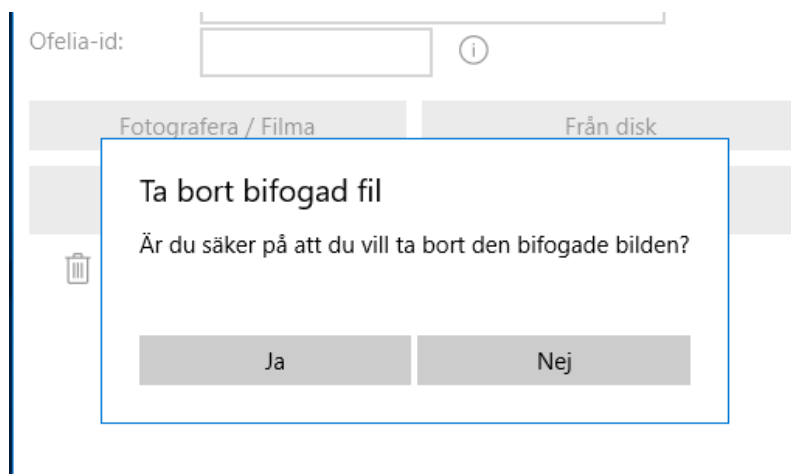 Ofelia-id:
Fotografera / Filma
Från disk
Ta bort bifogad fil
Är du säker på att du vill ta bort den bifogade bilden?
Ja
Nej